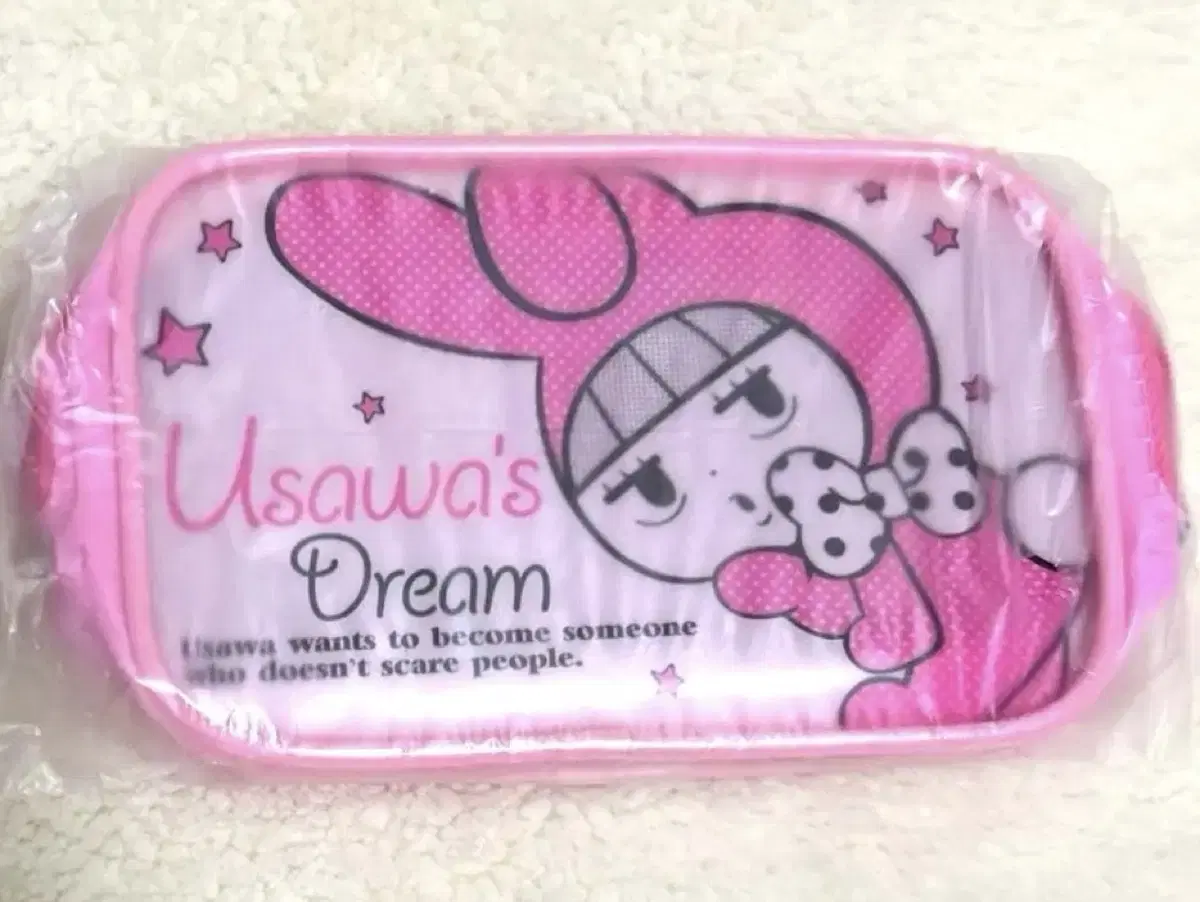 Usawa's
Dream
Usawa wants to become someone
who doesn't scare people.